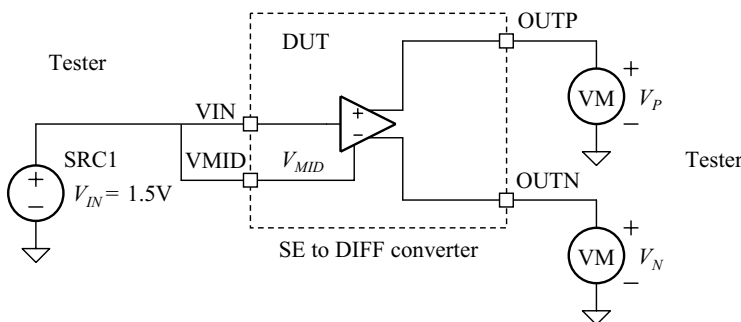 OUTP
DUT
Tester
+
VM
V_P
−
VIN
+
−
SRC1
VMID
V_MID
Tester
+
V_IN = 1.5V
−
OUTN
SE to DIFF converter
+
VM
V_N
−